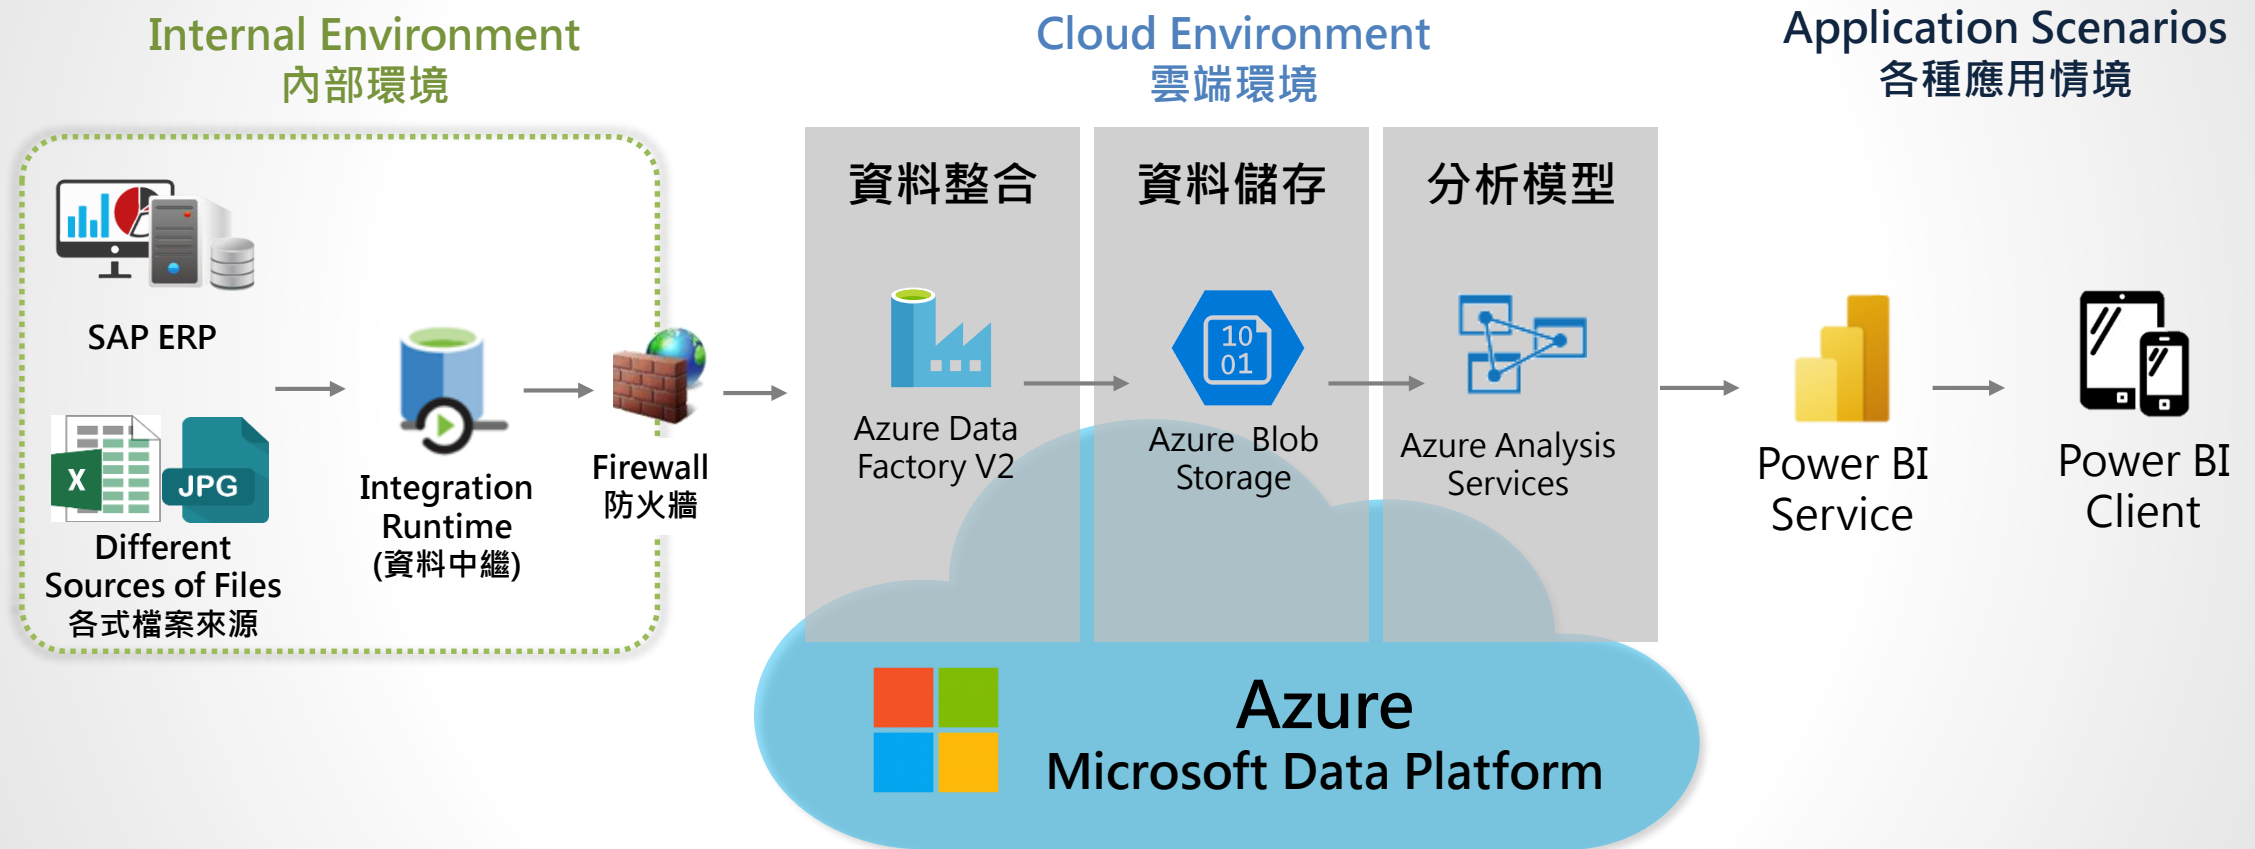 Internal Environment
內部環境
Cloud Environment
雲端環境
Application Scenarios
各種應用情境
SAP ERP
X
JPG
Different
Sources of Files
各式檔案來源
Integration
Runtime
(資料中繼)
Firewall
防火牆
資料整合
Azure Data
Factory V2
資料儲存
10
01
Azure Blob
Storage
分析模型
Azure Analysis
Services
Power BI
Service
Power BI
Client
Azure
Microsoft Data Platform